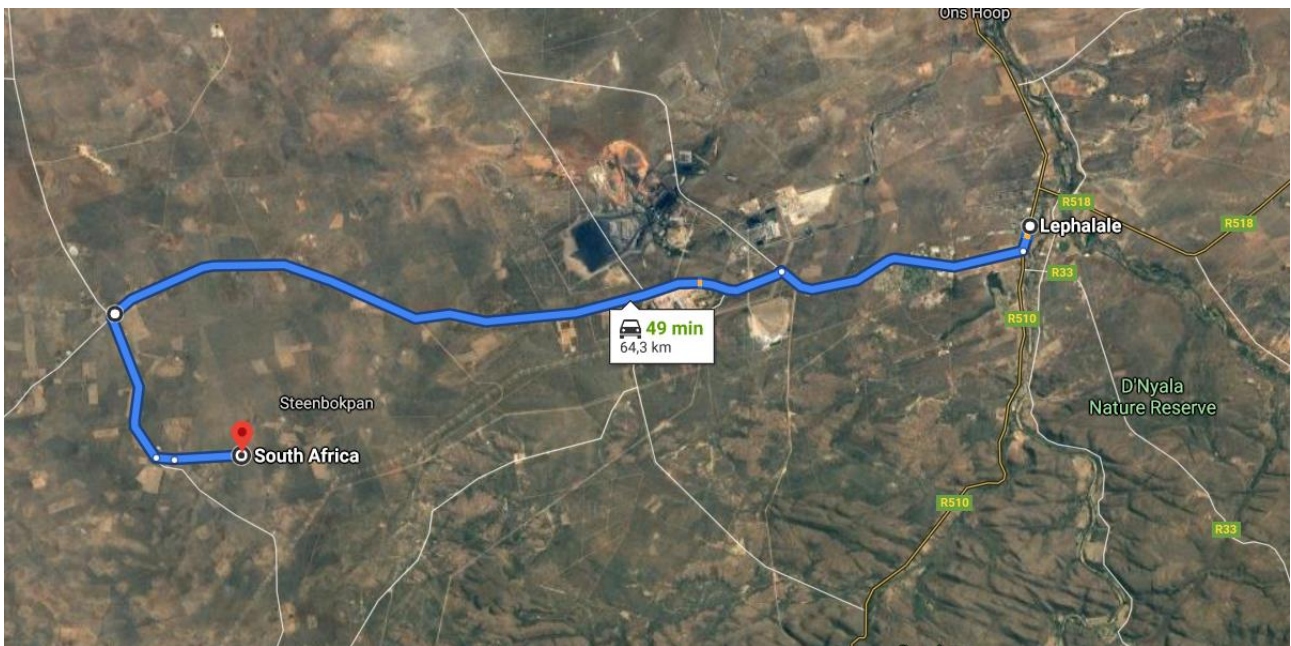 Ons Hoop
R518
Lephalale
R518
R33
R510
49 min
64,3 km
D'Nyala
Nature Reserve
Steenbokpan
South Africa
R510
R33